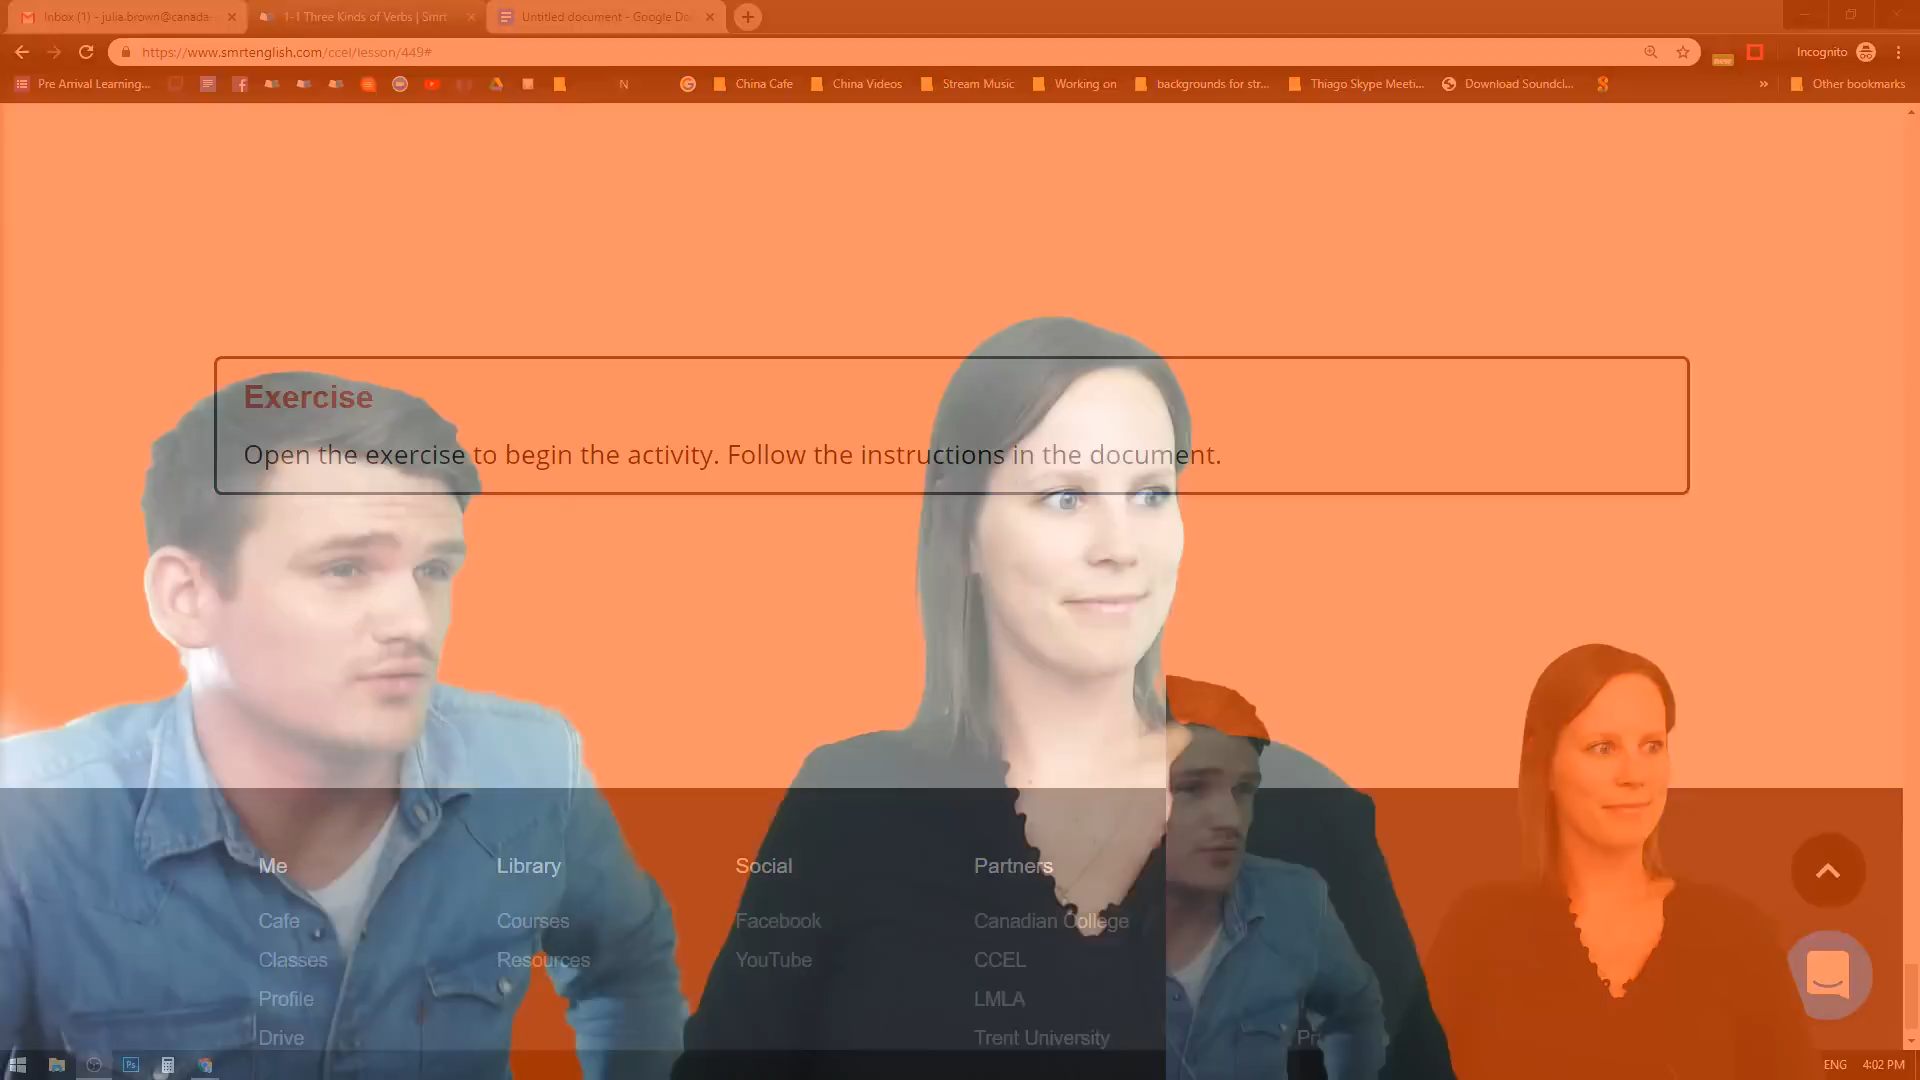 Inbox (1) - julia.brown@canada
1-1 Three Kinds of Verbs | Smrt
Untitled document - Google Do
https://www.smrtenglish.com/ccel/lesson/449#
Incognito
Pre Arrival Learning...
N
China Cafe
China Videos
Stream Music
Working on
backgrounds for str...
Thiago Skype Meeti...
Download Soundcl...
»
Other bookmarks
Exercise
Open the exercise to begin the activity. Follow the instructions in the document.
Me
Library
Social
Partners
Cafe
Courses
Facebook
Canadian College
Classes
Resources
YouTube
CCEL
Profile
LMLA
Drive
Trent University
Ps
ENG
4:02 PM